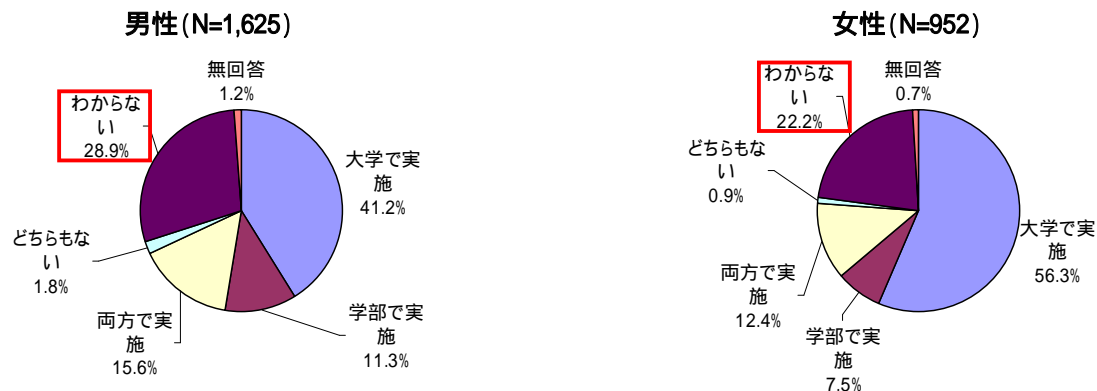 男性(N=1,625)
無回答
1.2%
わからな
い
28.9%
大学で実
施
41.2%
どちらもな
い
1.8%
両方で実
施
15.6%
学部で実
施
11.3%
女性(N=952)
無回答
0.7%
わからな
い
22.2%
どちらもな
い
0.9%
大学で実
施
56.3%
両方で実
施
12.4%
学部で実
施
7.5%